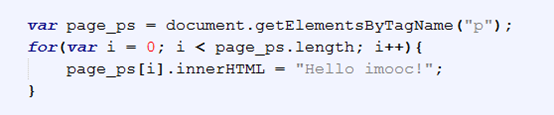 var page_ps = document.getElementsByTagName("p");
for(var i = 0; i < page_ps.length; i++){
    page_ps[i].innerHTML = "Hello imooc!";
}